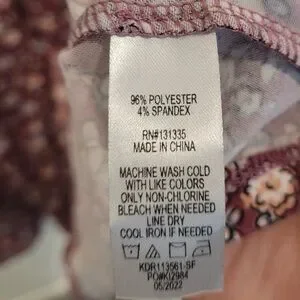 96% POLYESTER
4% SPANDEX
RN#131335
MADE IN CHINA
MACHINE WASH COLD
WITH LIKE COLORS
ONLY NON-CHLORINE
BLEACH WHEN NEEDED
LINE DRY
COOL IRON IF NEEDED
KDR113561-SF
PO#KI2984
05/2022